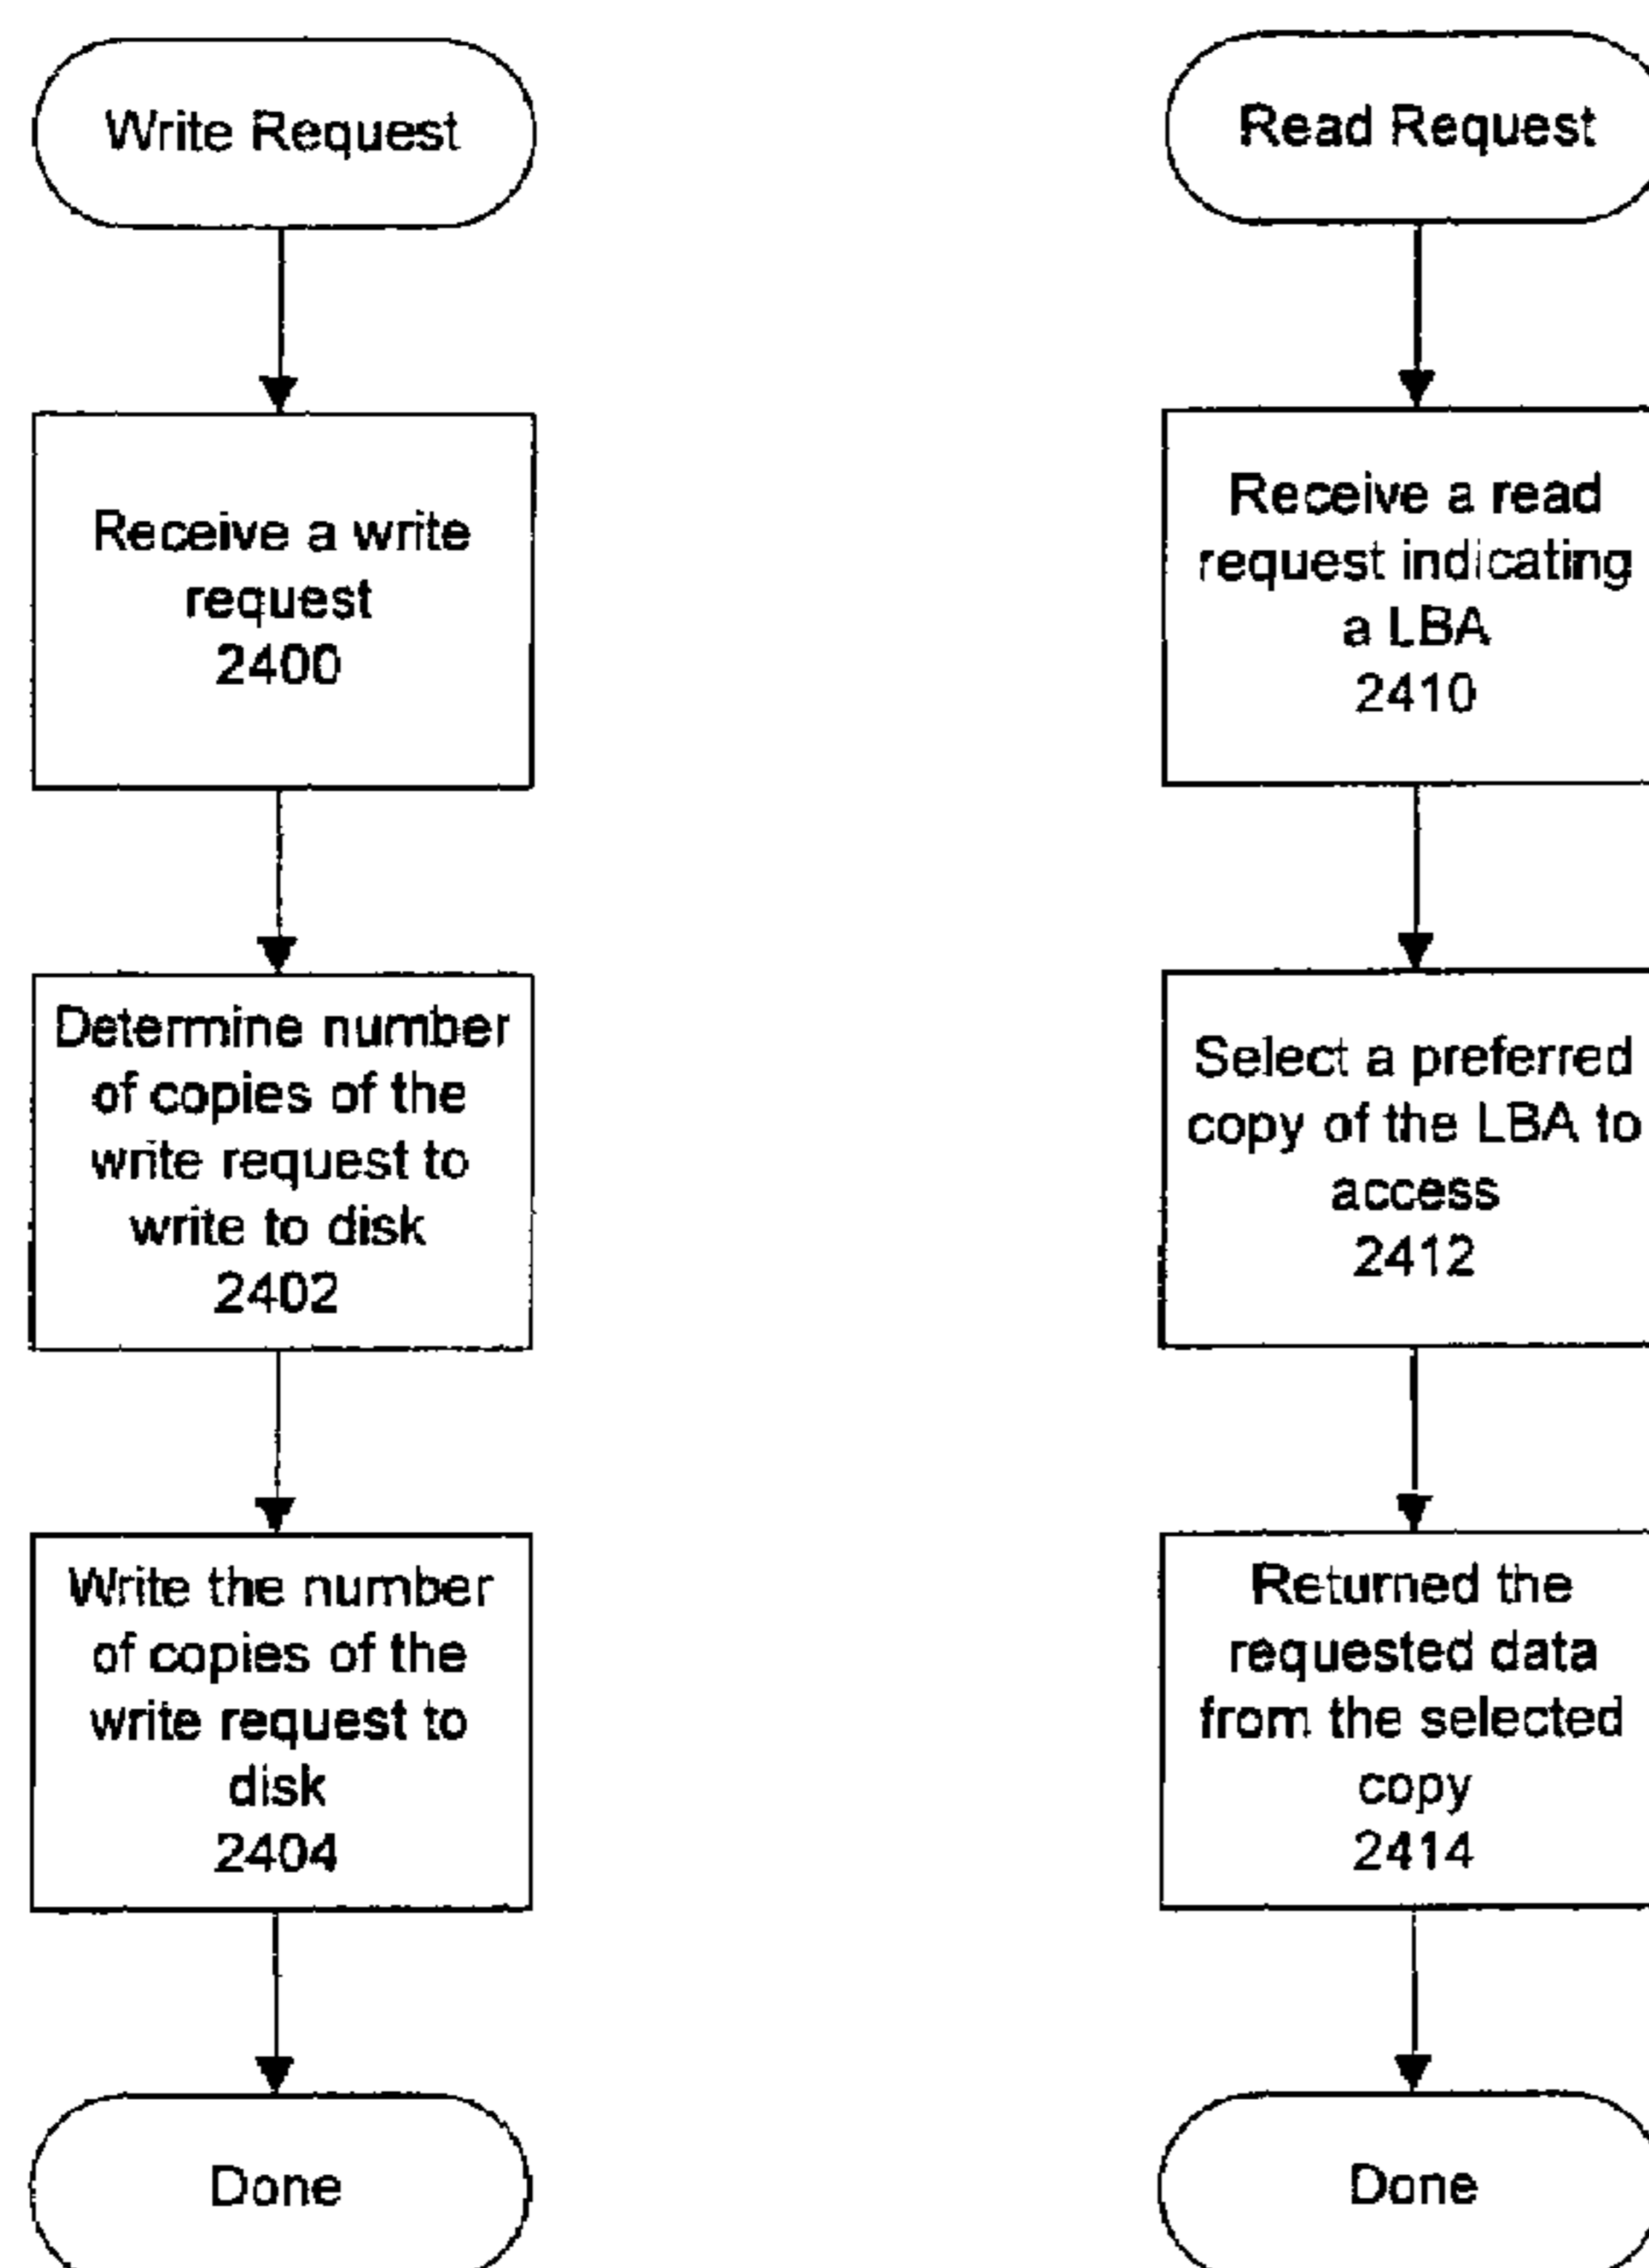 Write Request
Receive a write
request
2400
Determine number
of copies of the
write request to
write to disk
2402
Write the number
of copies of the
write request to
disk
2404
Done
Read Request
Receive a read
request indicating
a LBA
2410
Select a preferred
copy of the LBA to
access
2412
Returned the
requested data
from the selected
copy
2414
Done